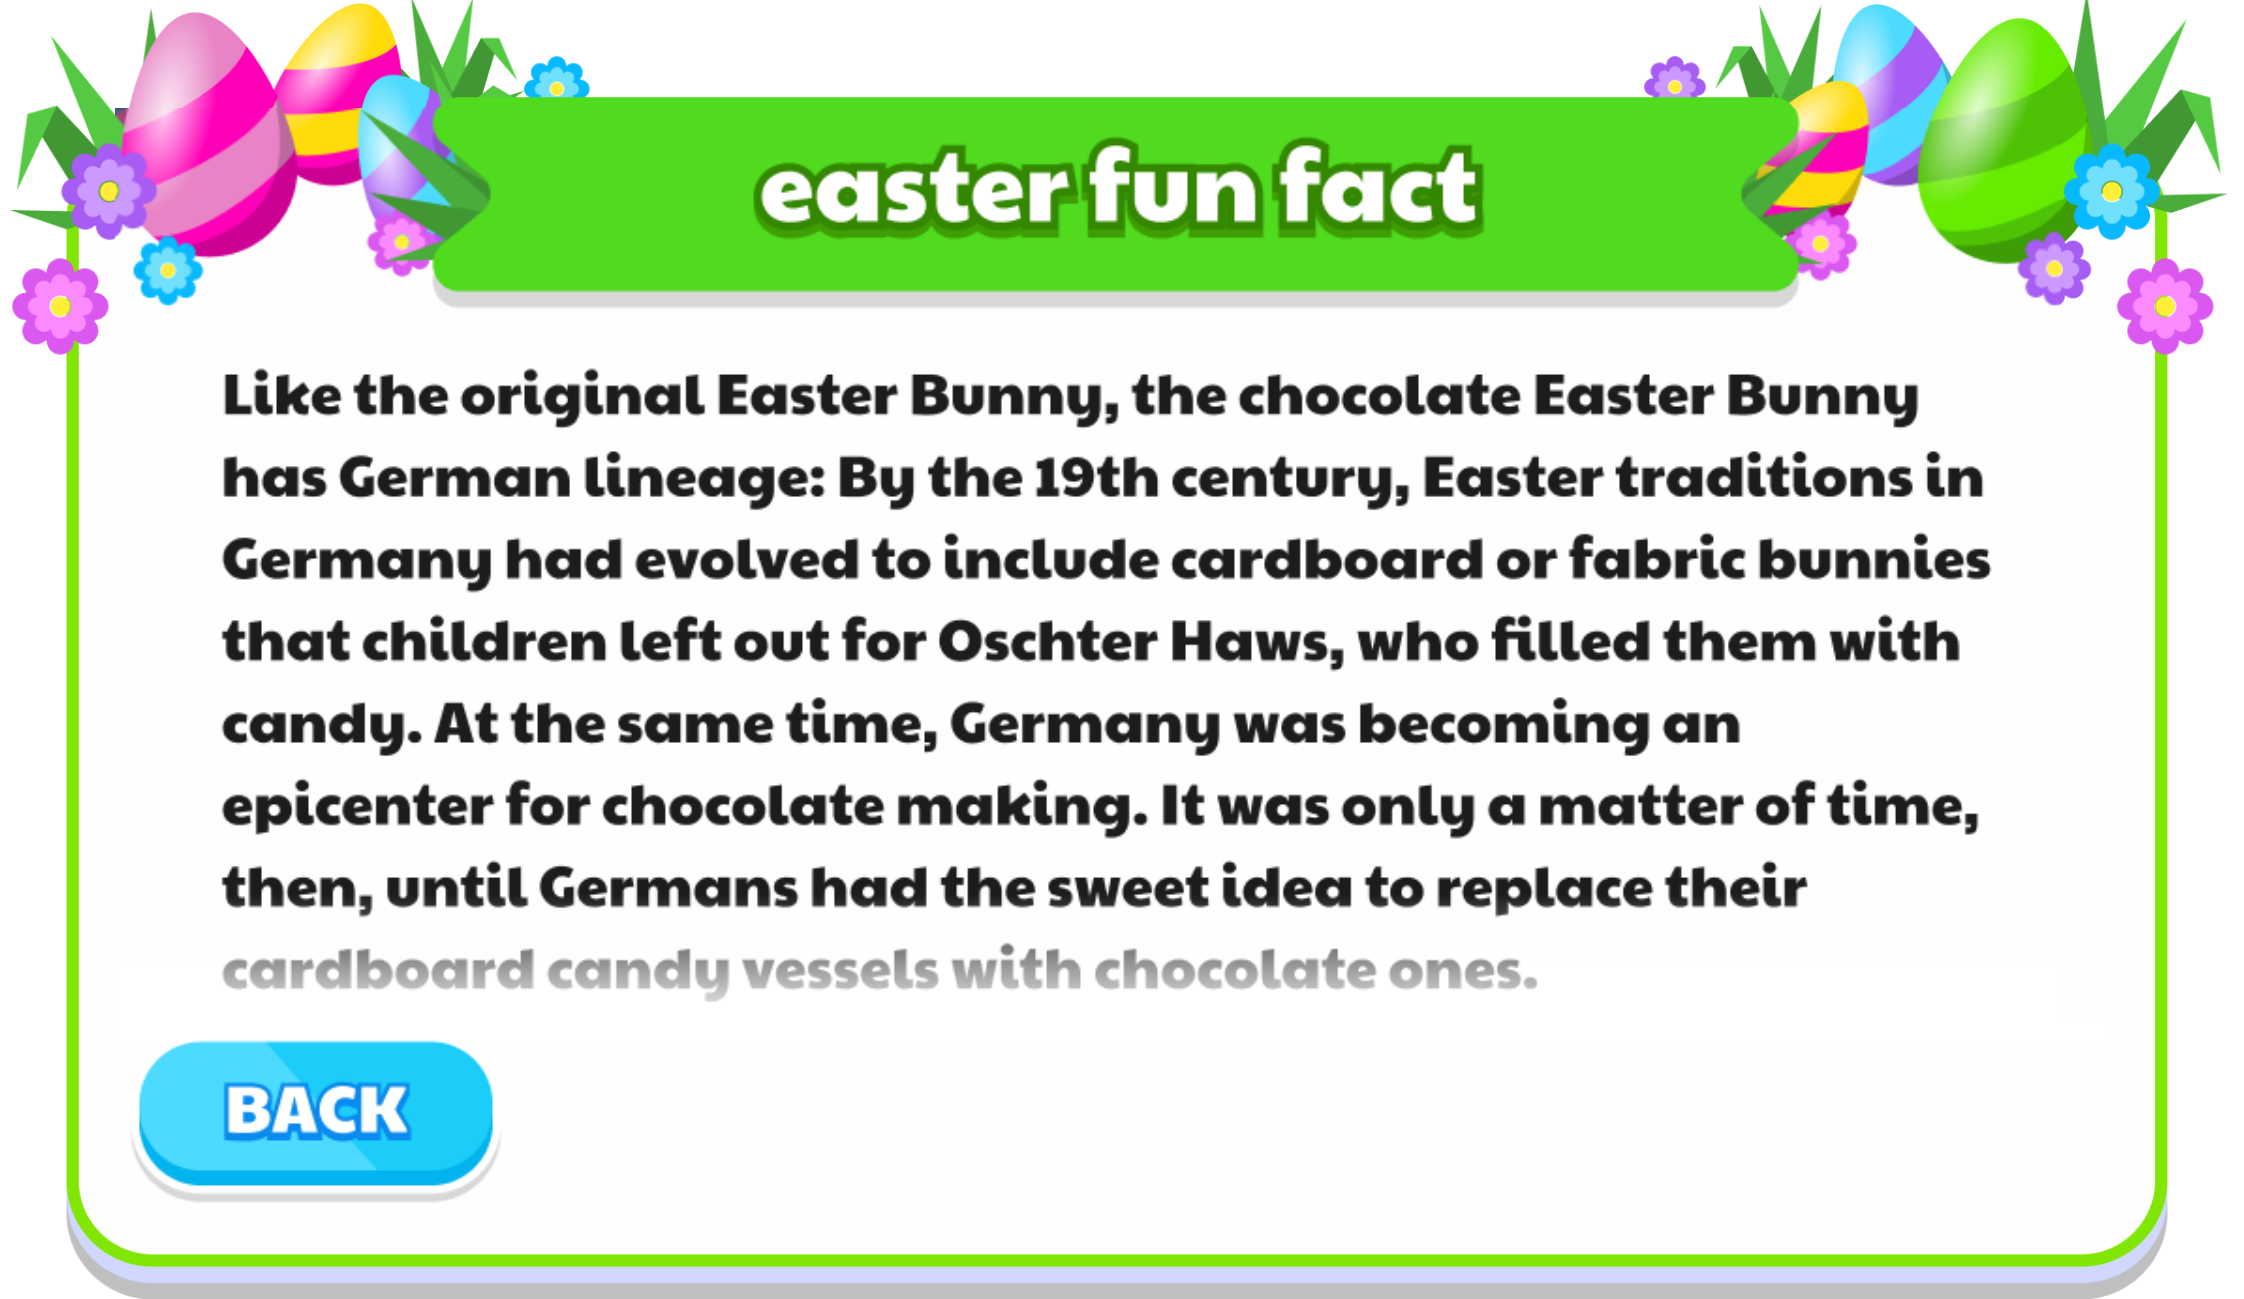 easter fun fact
Like the original Easter Bunny, the chocolate Easter Bunny
has German lineage: By the 19th century, Easter traditions in
Germany had evolved to include cardboard or fabric bunnies
that children left out for Oschter Haws, who filled them with
candy. At the same time, Germany was becoming an
epicenter for chocolate making. It was only a matter of time,
then, until Germans had the sweet idea to replace their
cardboard candy vessels with chocolate ones.
BACK